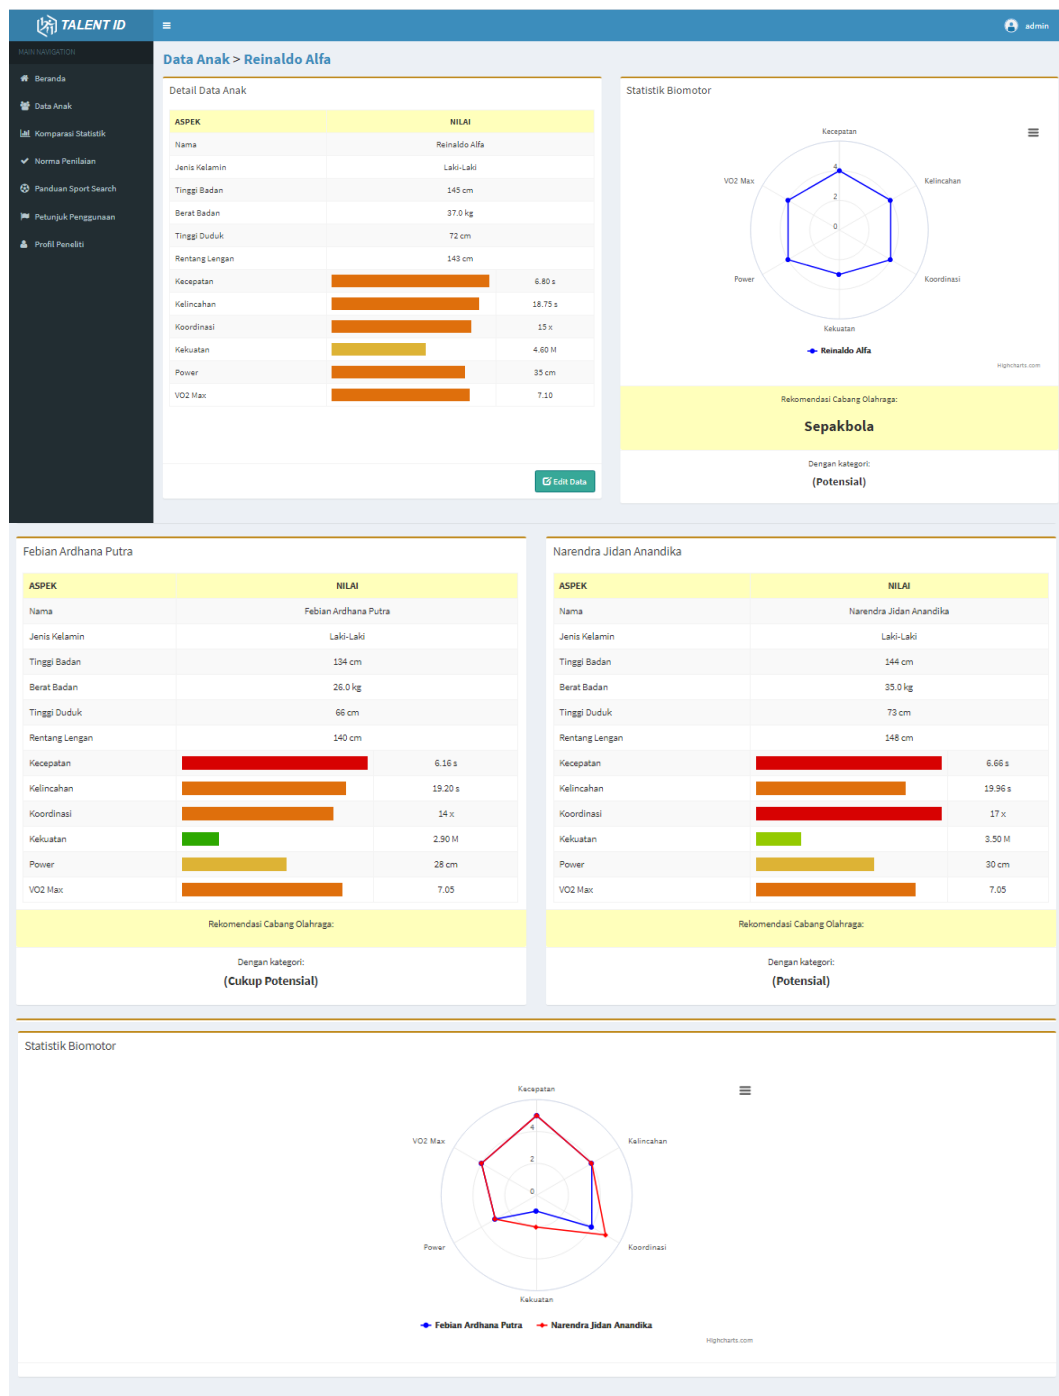 TALENT ID
admin
MAIN NAVIGATION
Beranda
Data Anak
Komparasi Statistik
Norma Penilaian
Panduan Sport Search
Petunjuk Penggunaan
Profil Peneliti
Data Anak > Reinaldo Alfa
Detail Data Anak
ASPEK NILAI
Nama Reinaldo Alfa
Jenis Kelamin Laki-Laki
Tinggi Badan 145 cm
Berat Badan 37.0 kg
Tinggi Duduk 72 cm
Rentang Lengan 143 cm
Kecepatan 6.80 s
Kelincahan 18.75 s
Koordinasi 15 x
Kekuatan 4.60 M
Power 35 cm
VO2 Max 7.10
Edit Data
Statistik Biomotor
Kecepatan
Kelincahan
Koordinasi
Kekuatan
Power
VO2 Max
4
2
0
Reinaldo Alfa
Highcharts.com
Rekomendasi Cabang Olahraga:
Sepakbola
Dengan kategori:
(Potensial)
Febian Ardhana Putra
ASPEK NILAI
Nama Febian Ardhana Putra
Jenis Kelamin Laki-Laki
Tinggi Badan 134 cm
Berat Badan 26.0 kg
Tinggi Duduk 66 cm
Rentang Lengan 140 cm
Kecepatan 6.16 s
Kelincahan 19.20 s
Koordinasi 14 x
Kekuatan 2.90 M
Power 28 cm
VO2 Max 7.05
Rekomendasi Cabang Olahraga:
Dengan kategori:
(Cukup Potensial)
Narendra Jidan Anandika
ASPEK NILAI
Nama Narendra Jidan Anandika
Jenis Kelamin Laki-Laki
Tinggi Badan 144 cm
Berat Badan 35.0 kg
Tinggi Duduk 73 cm
Rentang Lengan 148 cm
Kecepatan 6.66 s
Kelincahan 19.96 s
Koordinasi 17 x
Kekuatan 3.50 M
Power 30 cm
VO2 Max 7.05
Rekomendasi Cabang Olahraga:
Dengan kategori:
(Potensial)
Statistik Biomotor
Kecepatan
Kelincahan
Koordinasi
Kekuatan
Power
VO2 Max
4
2
0
Febian Ardhana Putra Narendra Jidan Anandika
Highcharts.com